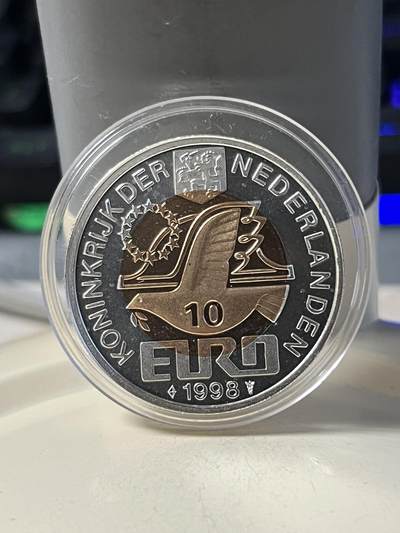 KONINKRIJK DER NEDERLANDEN
10
EURO
1998